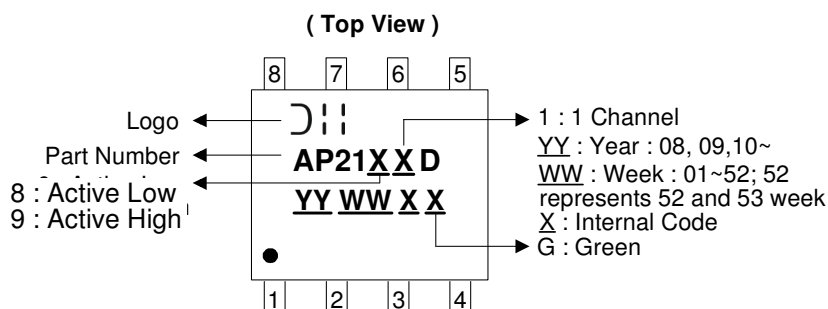 ( Top View )
8 7 6 5
Logo
Part Number
8 : Active Low
9 : Active High
AP21XXD
YY WW X X
1 : 1 Channel
YY : Year : 08, 09,10~
WW : Week : 01~52; 52
represents 52 and 53 week
X : Internal Code
G : Green
1 2 3 4